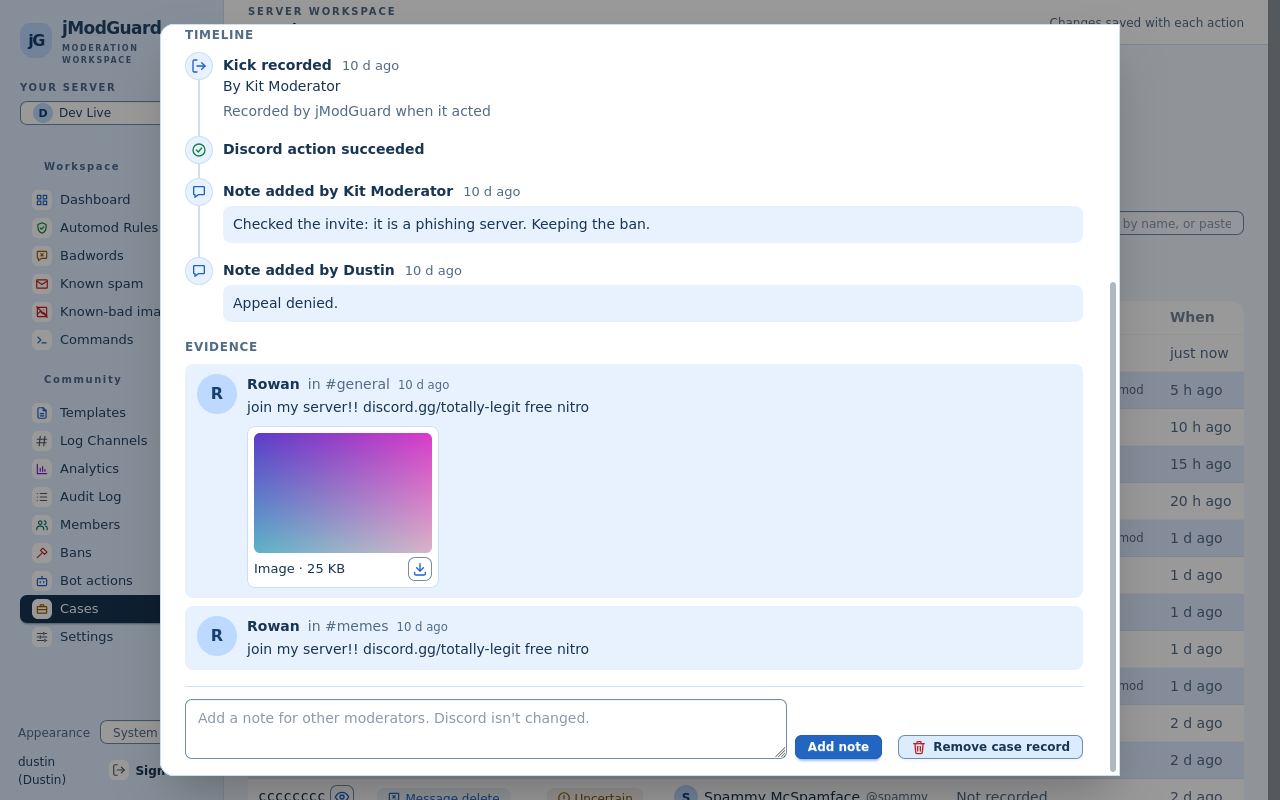 SERVER WORKSPACE
jG
jModGuard
MODERATION
WORKSPACE
Changes saved with each action
YOUR SERVER
D Dev Live
Workspace
Dashboard
Automod Rules
Badwords
Known spam
Known-bad ima
Commands
Community
Templates
Log Channels
Analytics
Audit Log
Members
Bans
Bot actions
Cases
Settings
Appearance
System
dustin
(Dustin)
Sign
TIMELINE
Kick recorded 10 d ago
By Kit Moderator
Recorded by jModGuard when it acted
Discord action succeeded
Note added by Kit Moderator 10 d ago
Checked the invite: it is a phishing server. Keeping the ban.
Note added by Dustin 10 d ago
Appeal denied.
EVIDENCE
R
Rowan in #general 10 d ago
join my server!! discord.gg/totally-legit free nitro
Image · 25 KB
R
Rowan in #memes 10 d ago
join my server!! discord.gg/totally-legit free nitro
Add a note for other moderators. Discord isn't changed.
Add note
Remove case record
by name, or paste
When
just now
mod 5 h ago
10 h ago
15 h ago
20 h ago
mod 1 d ago
1 d ago
1 d ago
1 d ago
mod 1 d ago
2 d ago
2 d ago
cccccccc Message delete Uncertain S Spammy McSpamface @spammy Not recorded 2 d ago